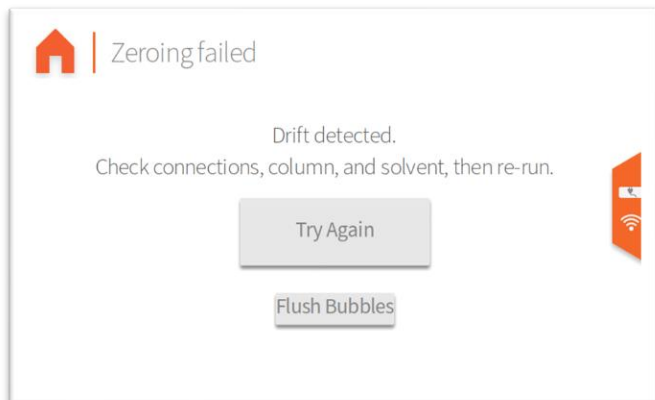 Zeroing failed
Drift detected.
Check connections, column, and solvent, then re-run.
Try Again
Flush Bubbles